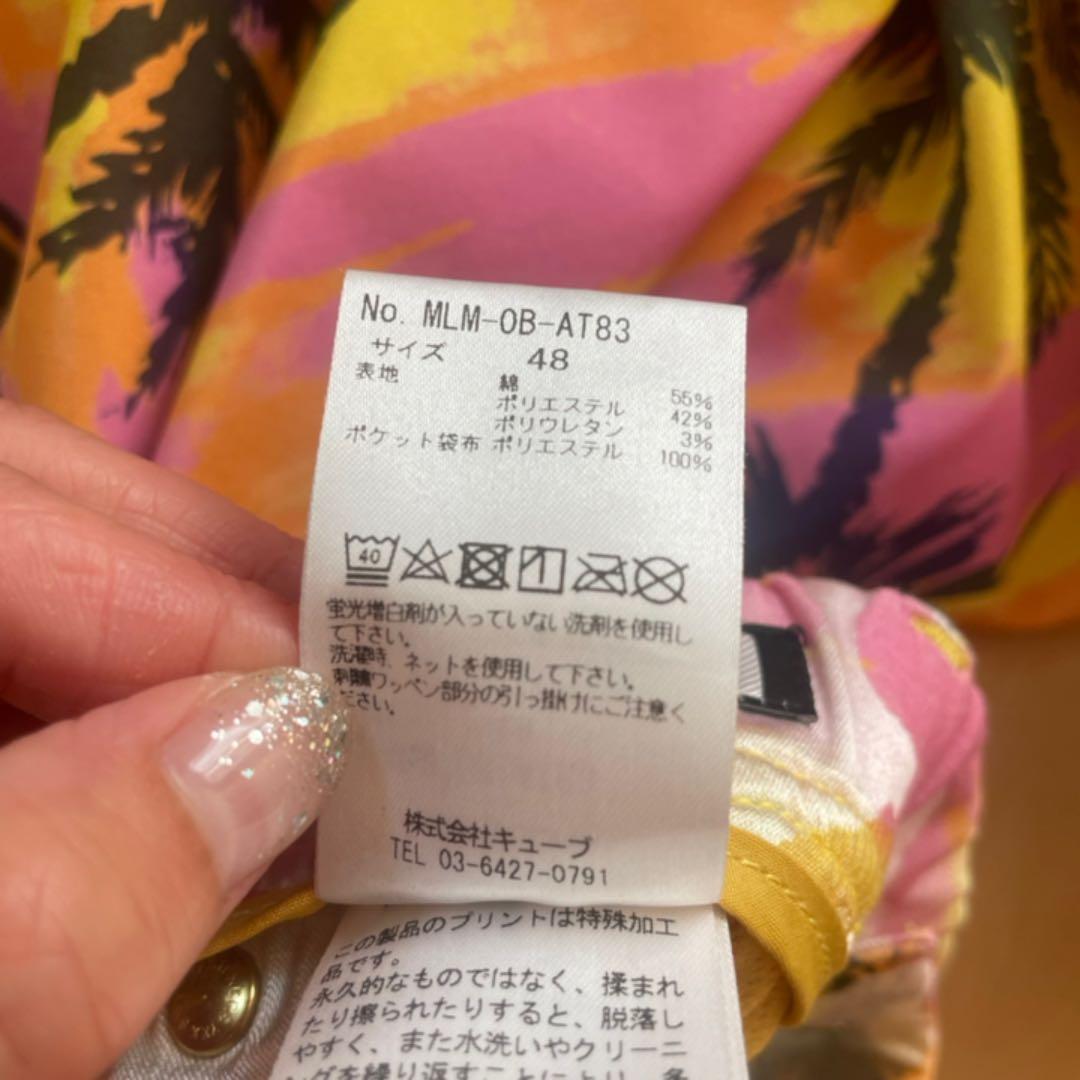 No. MLM-OB-AT83
サイズ 48
表地 綿 55%
ポリエステル 42%
ポリウレタン 3%
ポケット袋布 ポリエステル 100%
40
蛍光増白剤が入っていない洗剤を使用し
て下さい。
洗濯時、ネットを使用して下さい。
刺繍ワッペン部分の引っ掛けにご注意く
ださい。
株式会社キューブ
TEL 03-6427-0791
この製品のプリントは特殊加工
品です。
永久的なものではなく、揉まれ
たり擦られたりすると、脱落し
やすく、また水洗いやクリーニ
ングを繰り返すことにより、